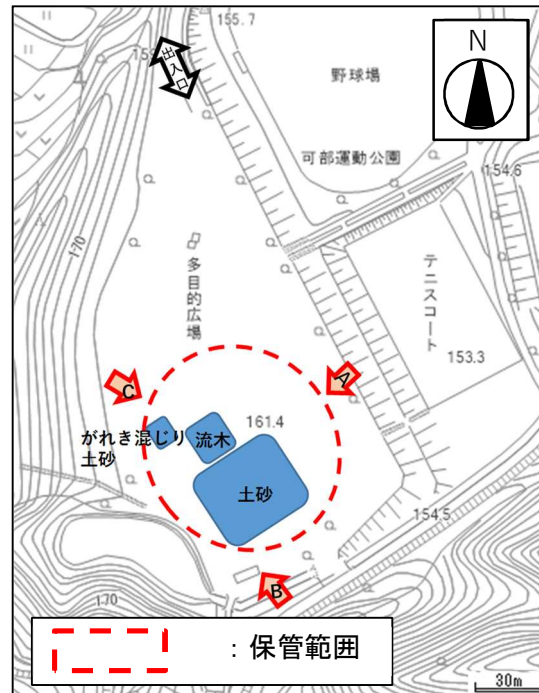 155.7
N
出入口
野球場
可部運動公園
154.6
170
多目的広場
テニスコート
153.3
C
A
161.4
がれき混じり
土砂
流木
土砂
154.5
B
170
：保管範囲
30m